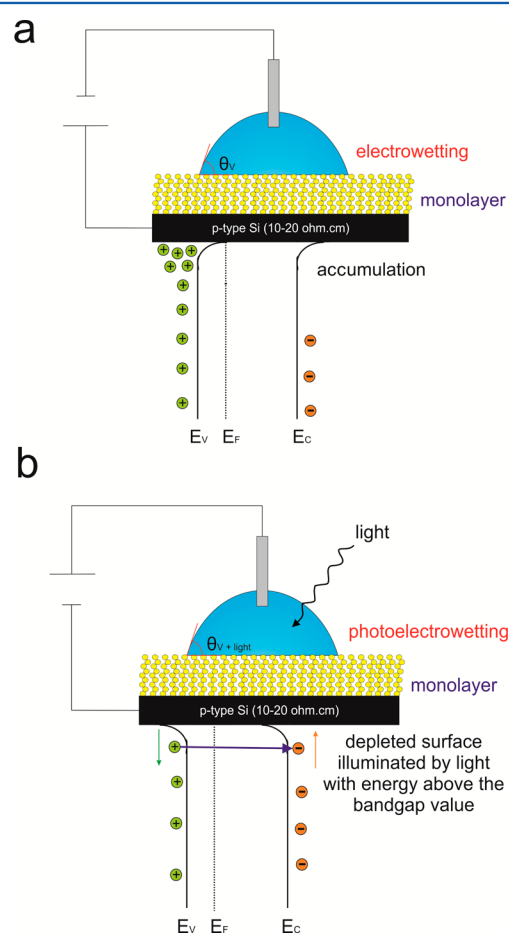 a
θV
electrowetting
monolayer
p-type Si (10-20 ohm.cm)
accumulation
EV EF EC
b
light
θV + light
photoelectrowetting
monolayer
p-type Si (10-20 ohm.cm)
depleted surface
illuminated by light
with energy above the
bandgap value
EV EF EC